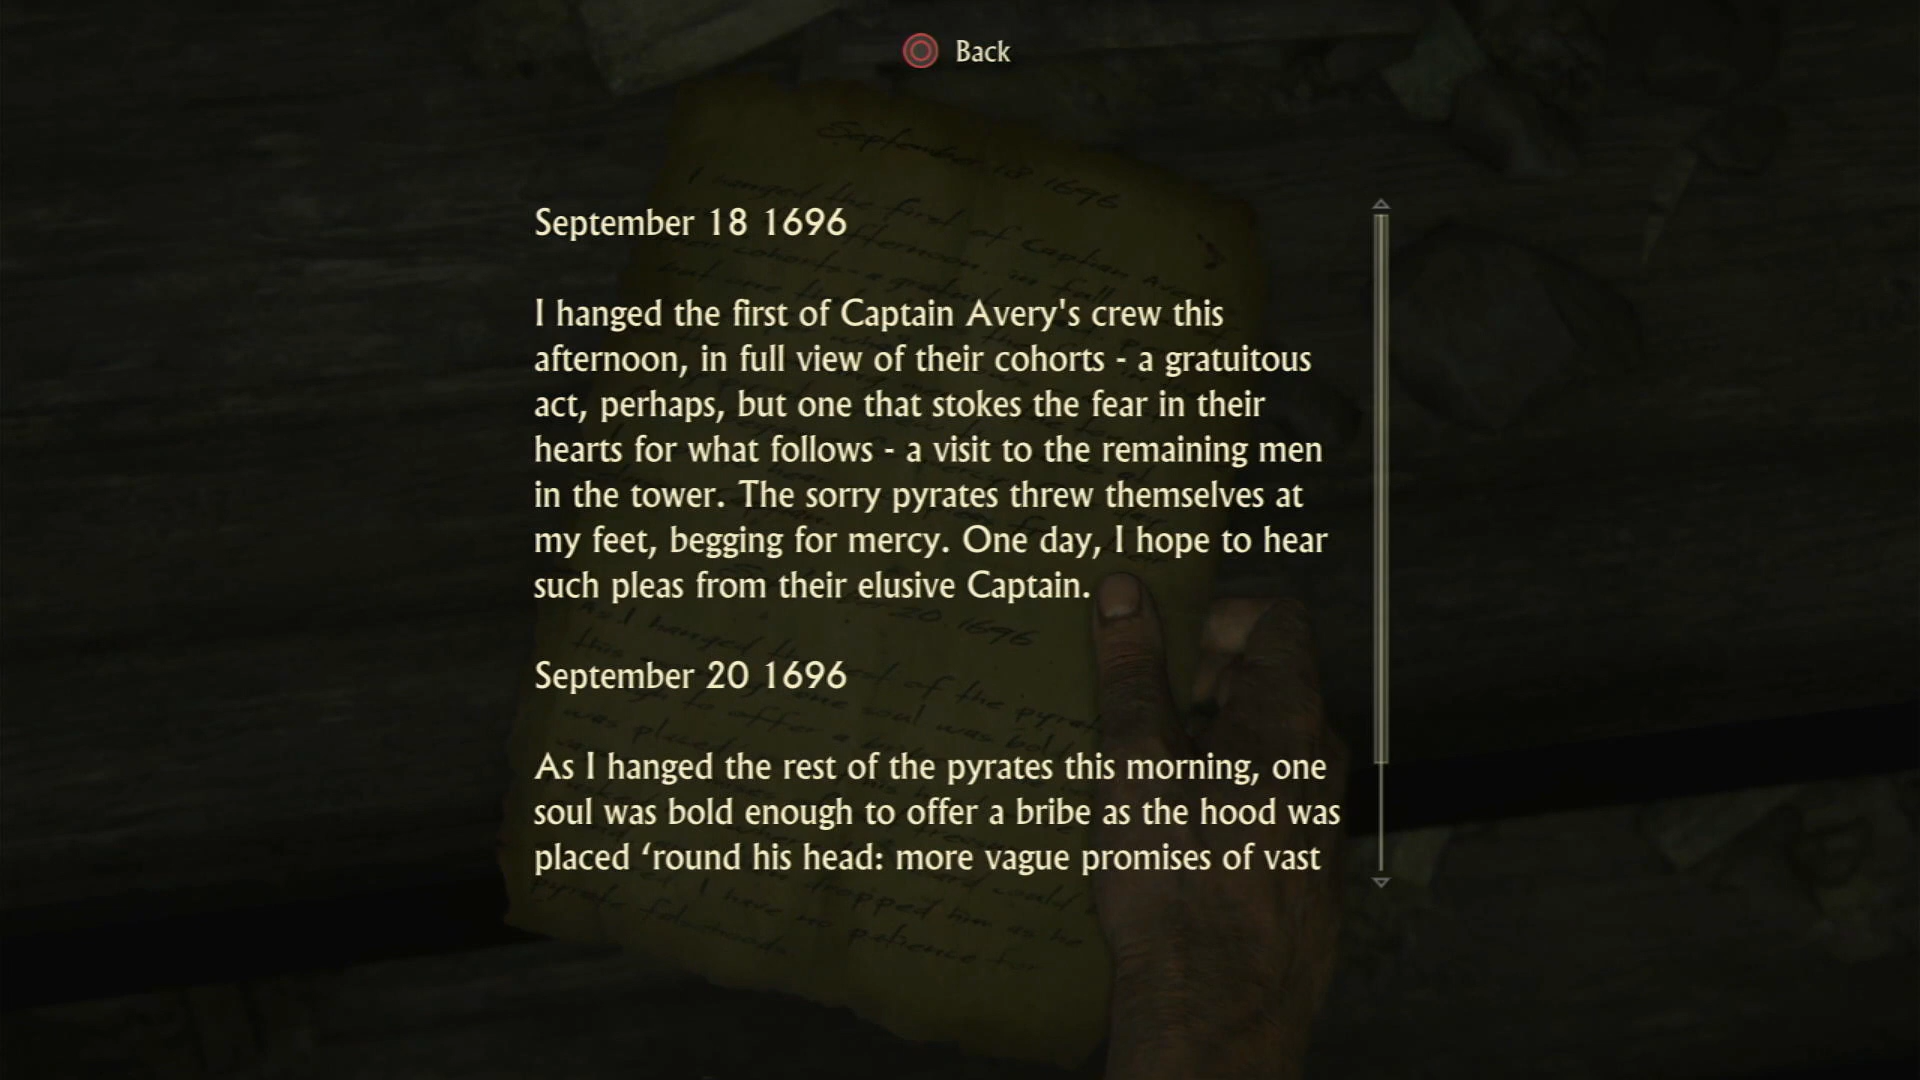 Back
September 18 1696
I hanged the first of Captain Avery's crew this
afternoon, in full view of their cohorts - a gratuitous
act, perhaps, but one that stokes the fear in their
hearts for what follows - a visit to the remaining men
in the tower. The sorry pyrates threw themselves at
my feet, begging for mercy. One day, I hope to hear
such pleas from their elusive Captain.
September 20 1696
As I hanged the rest of the pyrates this morning, one
soul was bold enough to offer a bribe as the hood was
placed ‘round his head: more vague promises of vast